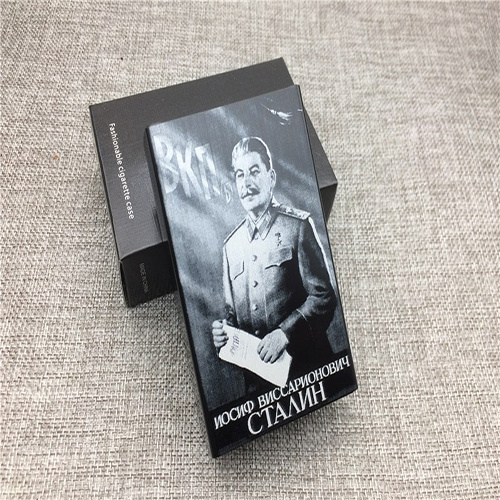 Fashionable cigarette case
ВКП
ИОСИФ ВИССАРИОНОВИЧ
СТАЛИН